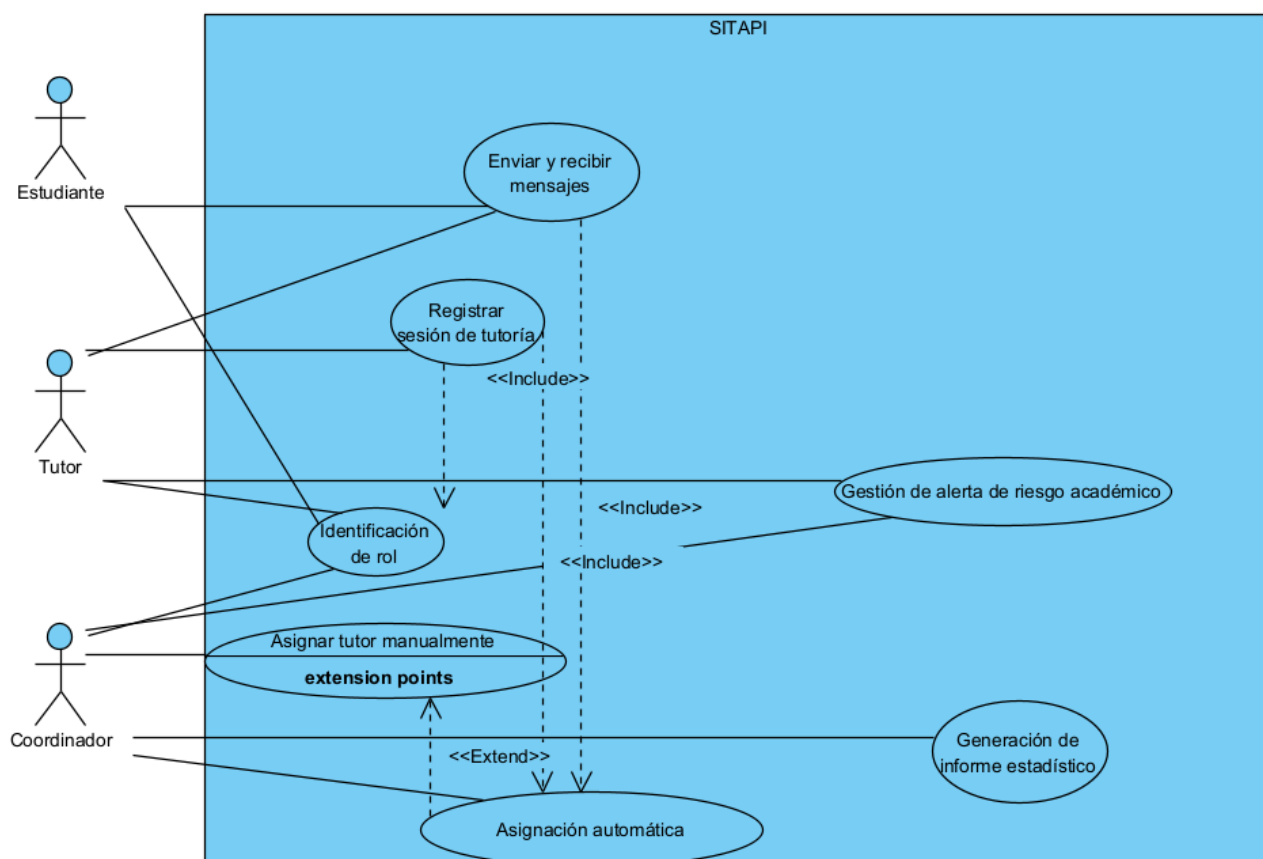 SITAPI
Enviar y recibir
mensajes
Estudiante
Registrar
sesión de tutoría
<<Include>>
Tutor
Gestión de alerta de riesgo académico
<<Include>>
Identificación
de rol
<<Include>>
Asignar tutor manualmente
extension points
Coordinador
Generación de
informe estadístico
<<Extend>>
Asignación automática